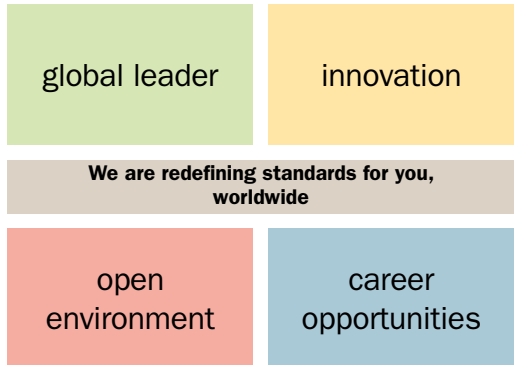 global leader
innovation
We are redefining standards for you,
worldwide
open
environment
career
opportunities